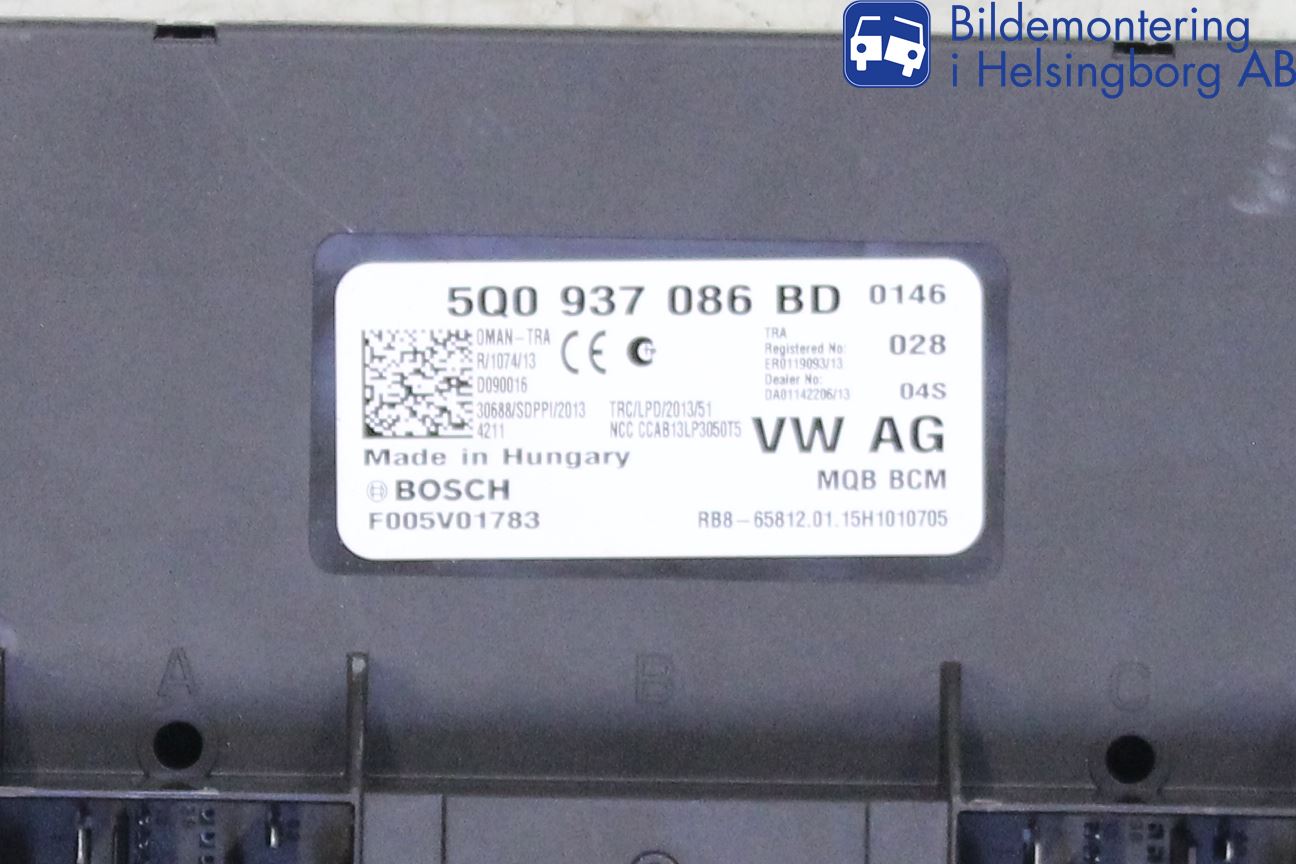 Bildemontering
i Helsingborg AB
5Q0 937 086 BD 0146
OMAN-TRA
R/1074/13
D090016
30688/SDPPI/2013
4211
CE
TRC/LPD/2013/51
NCC CCAB13LP3050T5
TRA
Registered No:
ER0119093/13
Dealer No:
DA01142206/13
028
04S
VW AG
MQB BCM
Made in Hungary
BOSCH
F005V01783
RB8-65812.01.15H1010705
A
B
C